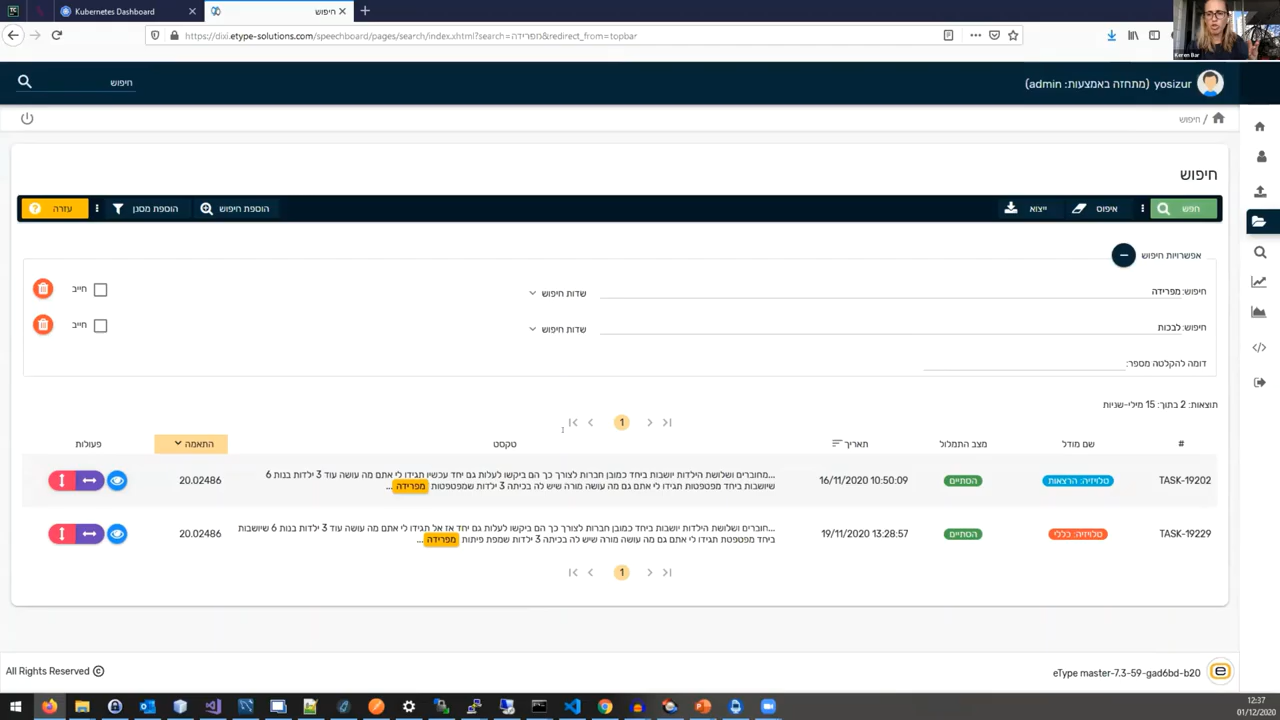 Kubernetes Dashboard
חיפוש
https://dixi.etype-solutions.com/speechboard/pages/search/index.xhtml?search=מפרידה&redirect_from=topbar
Keren Bar
yosizur (מתחזה באמצעות: admin)
חיפוש
חיפוש /
חיפוש
חפש
איפוס
ייצוא
הוספת חיפוש
הוספת מסנן
עזרה
אפשרויות חיפוש
חיפוש: מפרידה
שדות חיפוש
חייב
חיפוש: לבכות
שדות חיפוש
חייב
דומה להקלטה מספר:
תוצאות: 2 בתוך: 15 מילי-שניות
1
# שם מודל מצב התמלול תאריך טקסט התאמה פעולות
...מחוברים ושלושת הילדות יושבות ביחד כמובן חברות לצורך כך הם ביקשו לעלות גם יחד עכשיו תגידו לי אתם מה עושה עוד 3 ילדות בנות 6
TASK-19202 טלויזיה: הרצאות הסתיים 16/11/2020 10:50:09 20.02486
שיושבות ביחד מפטפטות תגידו לי אתם גם מה עושה מורה שיש לה בכיתה 3 ילדות שמפטפטות מפרידה...
...חוברים ושלושת הילדות יושבות ביחד כמובן חברות לצורך כך הם ביקשו לעלות גם יחד אז אל תגידו לי אתם מה עושה עוד 3 ילדות בנות 6 שיושבות
TASK-19229 טלויזיה: כללי הסתיים 19/11/2020 13:28:57 20.02486
ביחד מפטפטת תגידו לי אתם גם מה עושה מורה שיש לה בכיתה 3 ילדות שמפת פיתות מפרידה...
1
eType master-7.3-59-gad6bd-b20
All Rights Reserved ©
12:37
01/12/2020